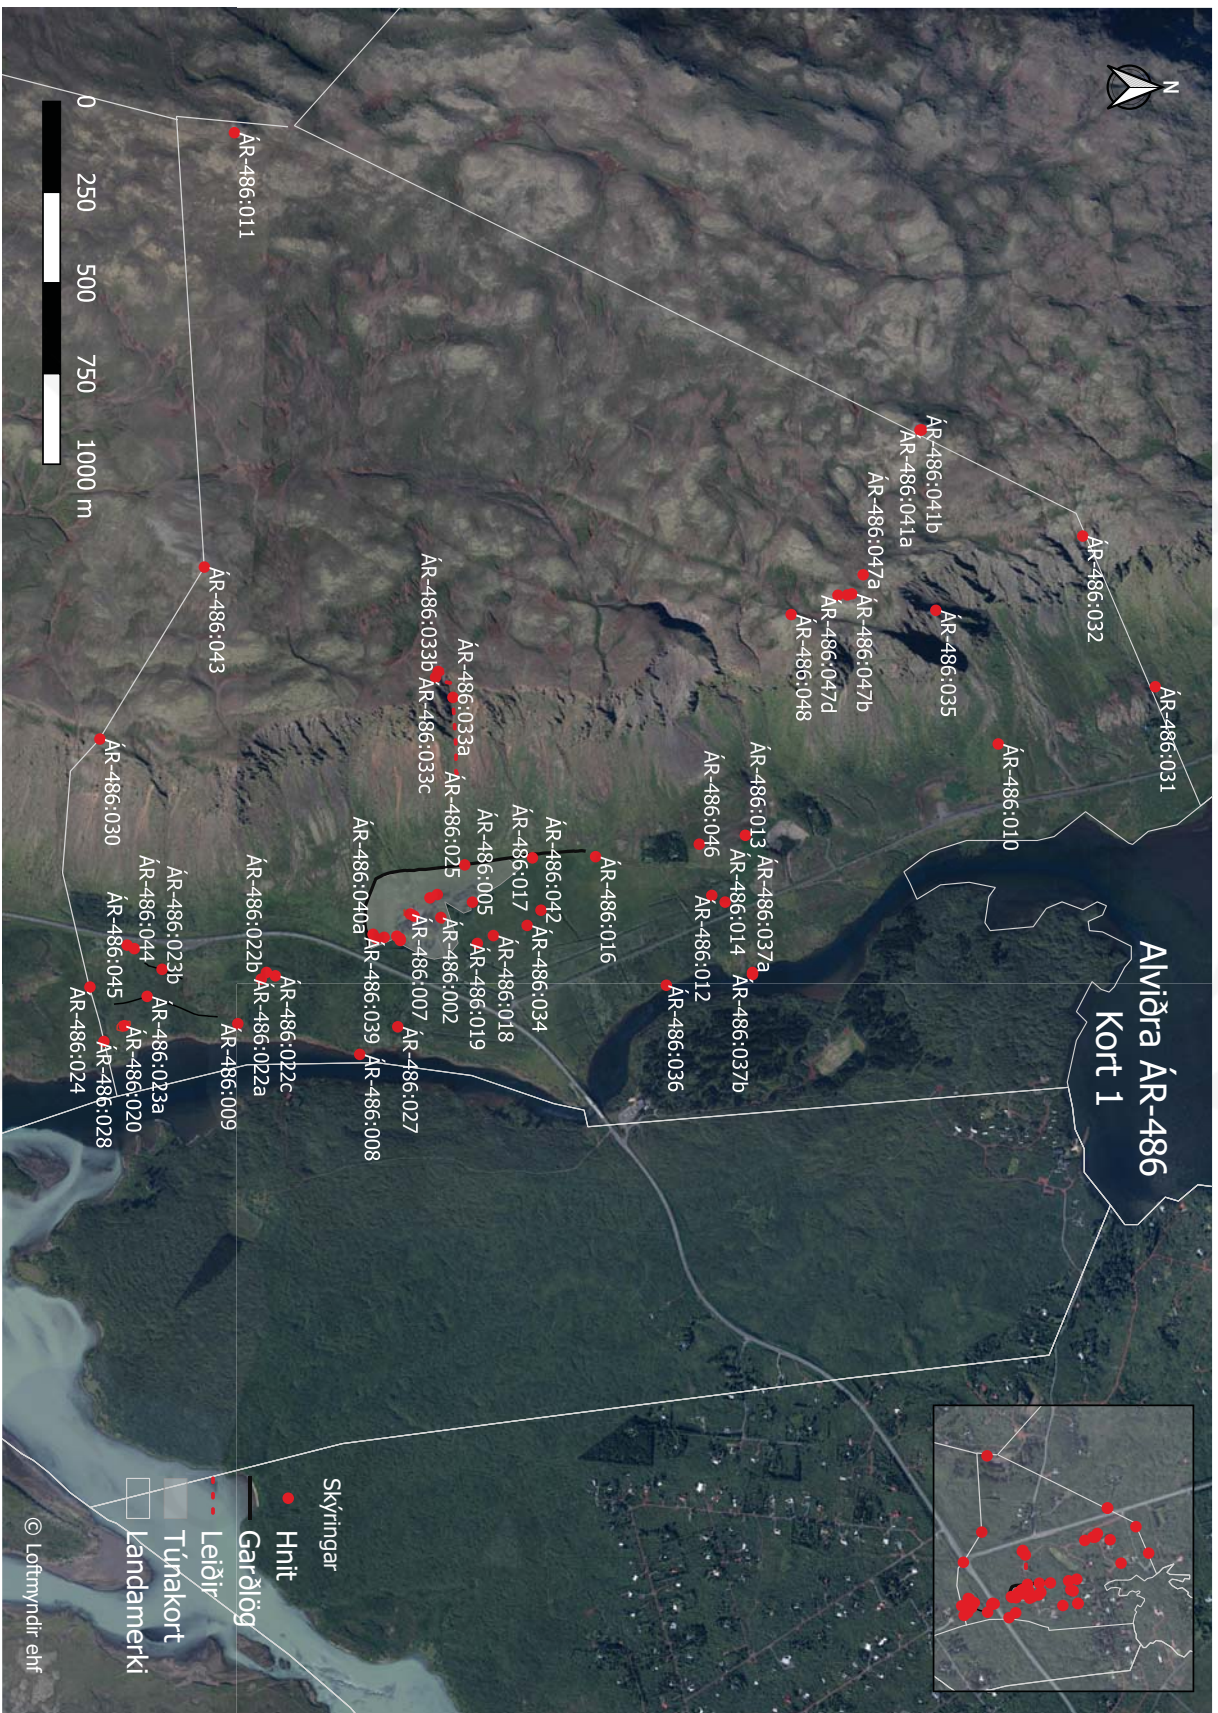 Alviðra ÁR-486
Kort 1
N
ÁR-486:031
ÁR-486:032
ÁR-486:010
ÁR-486:035
ÁR-486:041b
ÁR-486:041a
ÁR-486:047a
ÁR-486:047b
ÁR-486:047d
ÁR-486:048
ÁR-486:013
ÁR-486:037a
ÁR-486:046
ÁR-486:014
ÁR-486:037b
ÁR-486:012
ÁR-486:036
ÁR-486:016
ÁR-486:042
ÁR-486:017
ÁR-486:034
ÁR-486:005
ÁR-486:018
ÁR-486:019
ÁR-486:025
ÁR-486:002
ÁR-486:033a
ÁR-486:033b
ÁR-486:033c
ÁR-486:007
ÁR-486:027
ÁR-486:040a
ÁR-486:039
ÁR-486:008
ÁR-486:022b
ÁR-486:022c
ÁR-486:022a
ÁR-486:009
ÁR-486:011
ÁR-486:043
ÁR-486:023b
ÁR-486:044
ÁR-486:023a
ÁR-486:045
ÁR-486:020
ÁR-486:030
ÁR-486:028
ÁR-486:024
0 250 500 750 1000 m
Skýringar
Hnit
Garðlög
Leiðir
Túnakort
Landamerki
© Loftmyndir ehf